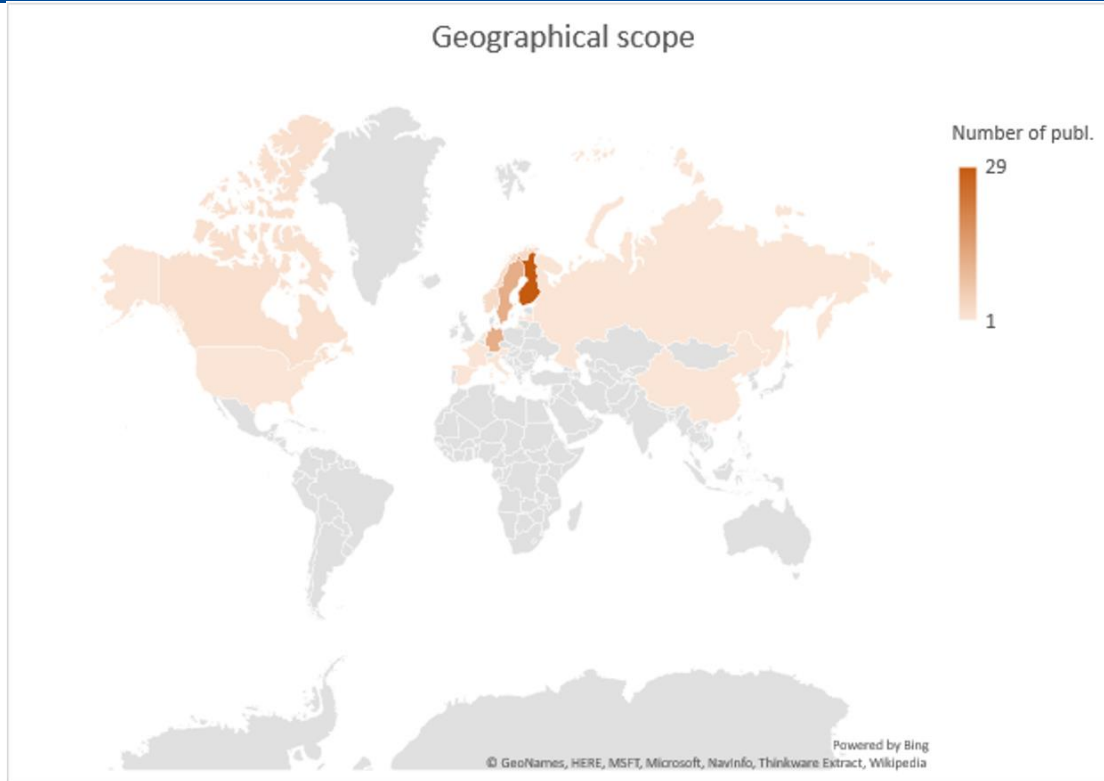 Geographical scope
Number of publ.
29
1
Powered by Bing
© GeoNames, HERE, MSFT, Microsoft, NavInfo, Thinkware Extract, Wikipedia